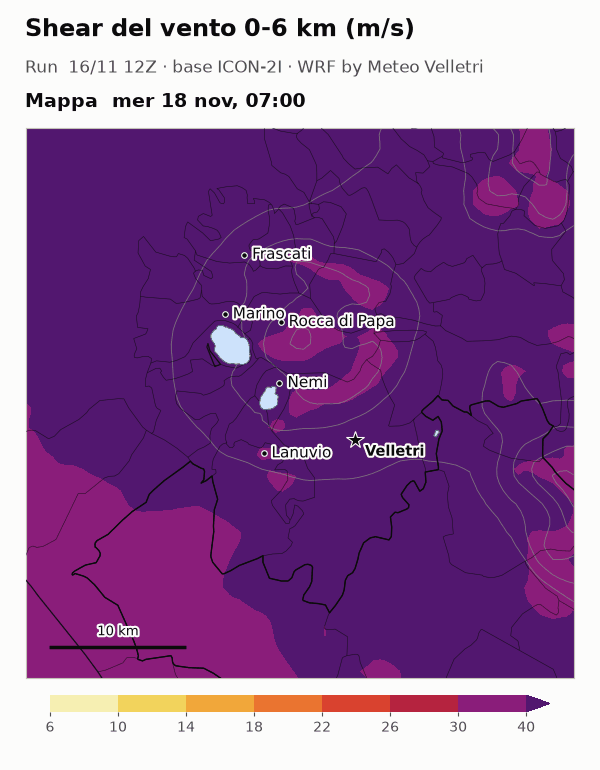 Shear del vento 0-6 km (m/s)
Run  16/11 12Z · base ICON-2I · WRF by Meteo Velletri
Mappa  mer 18 nov, 07:00
Frascati
Marino
Rocca di Papa
Nemi
Velletri
Lanuvio
10 km
6 10 14 18 22 26 30 40